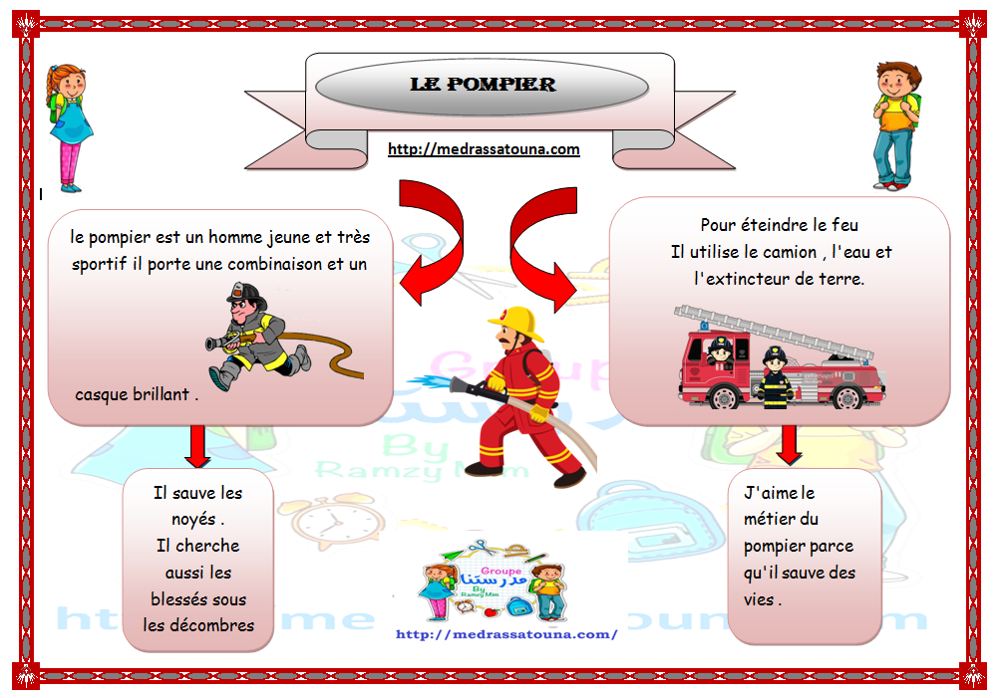 LE POMPIER
http://medrassatouna.com
le pompier est un homme jeune et très
sportif il porte une combinaison et un
casque brillant .
Pour éteindre le feu
Il utilise le camion , l'eau et
l'extincteur de terre.
Il sauve les
noyés .
Il cherche
aussi les
blessés sous
les décombres
J'aime le
métier du
pompier parce
qu'il sauve des
vies .
Groupe
مدرستنا
By
Ramzy Mim
http://medrassatouna.com/